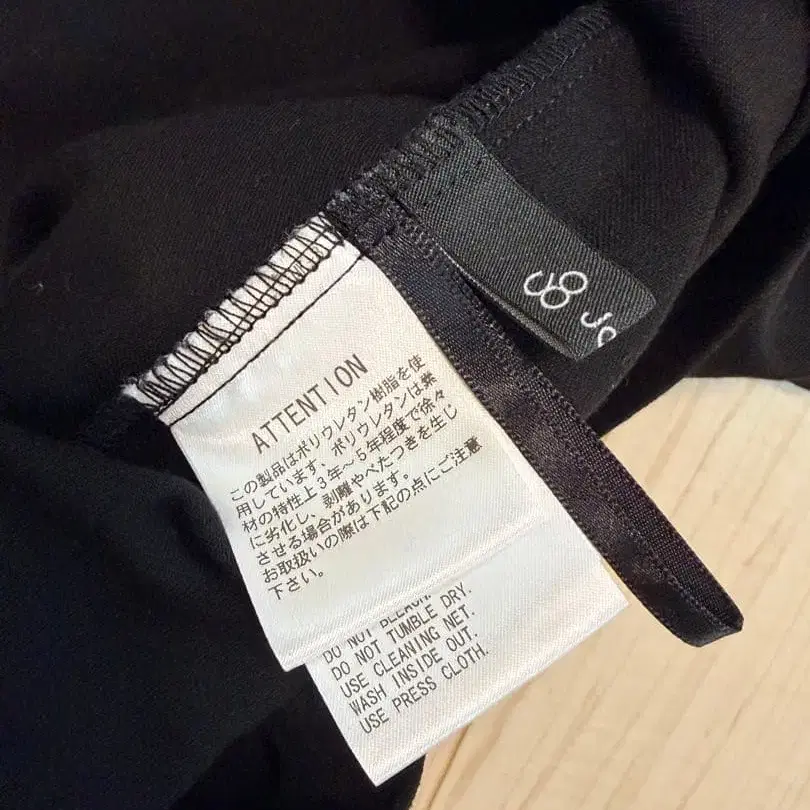 ATTENTION
この製品はポリウレタン樹脂を使
用しています．ポリウレタンは素
材の特性上3年～5年程度で徐々
に劣化し、剥離やべたつきを生じ
させる場合があります。
お取扱いの際は下記の点にご注意
下さい。
DO NOT BLEACH.
DO NOT TUMBLE DRY.
USE CLEANING NET.
WASH INSIDE OUT.
USE PRESS CLOTH.